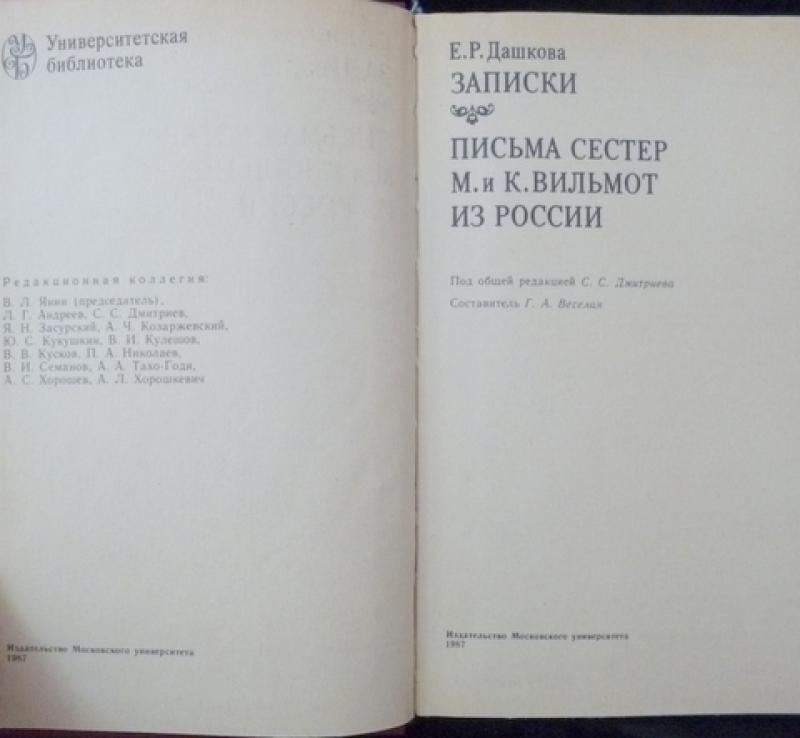 Университетская
библиотека
Редакционная коллегия:
В. Л. Янин (председатель),
Л. Г. Андреев, С. С. Дмитриев,
Я. Н. Засурский, А. Ч. Козаржевский,
Ю. С. Кукушкин, В. И. Кулешов,
В. В. Кусков, П. А. Николаев,
В. И. Семанов, А. А. Тахо-Годи,
А. С. Хорошев, А. Л. Хорошкевич
Издательство Московского университета
1987
Е.Р.Дашкова
ЗАПИСКИ
ПИСЬМА СЕСТЕР
М. и К. ВИЛЬМОТ
ИЗ РОССИИ
Под общей редакцией С. С. Дмитриева
Составитель Г. А. Веселая
Издательство Московского университета
1987